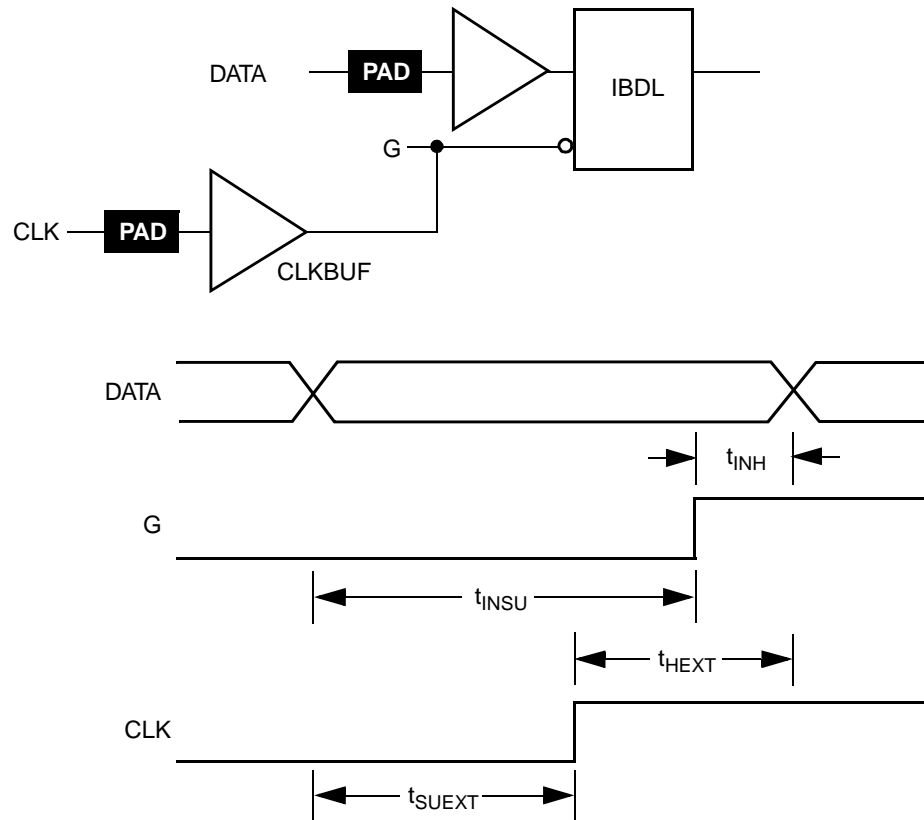 DATA
PAD
IBDL
G
CLK
PAD
CLKBUF
DATA
tINH
G
tINSU
tHEXT
CLK
tSUEXT